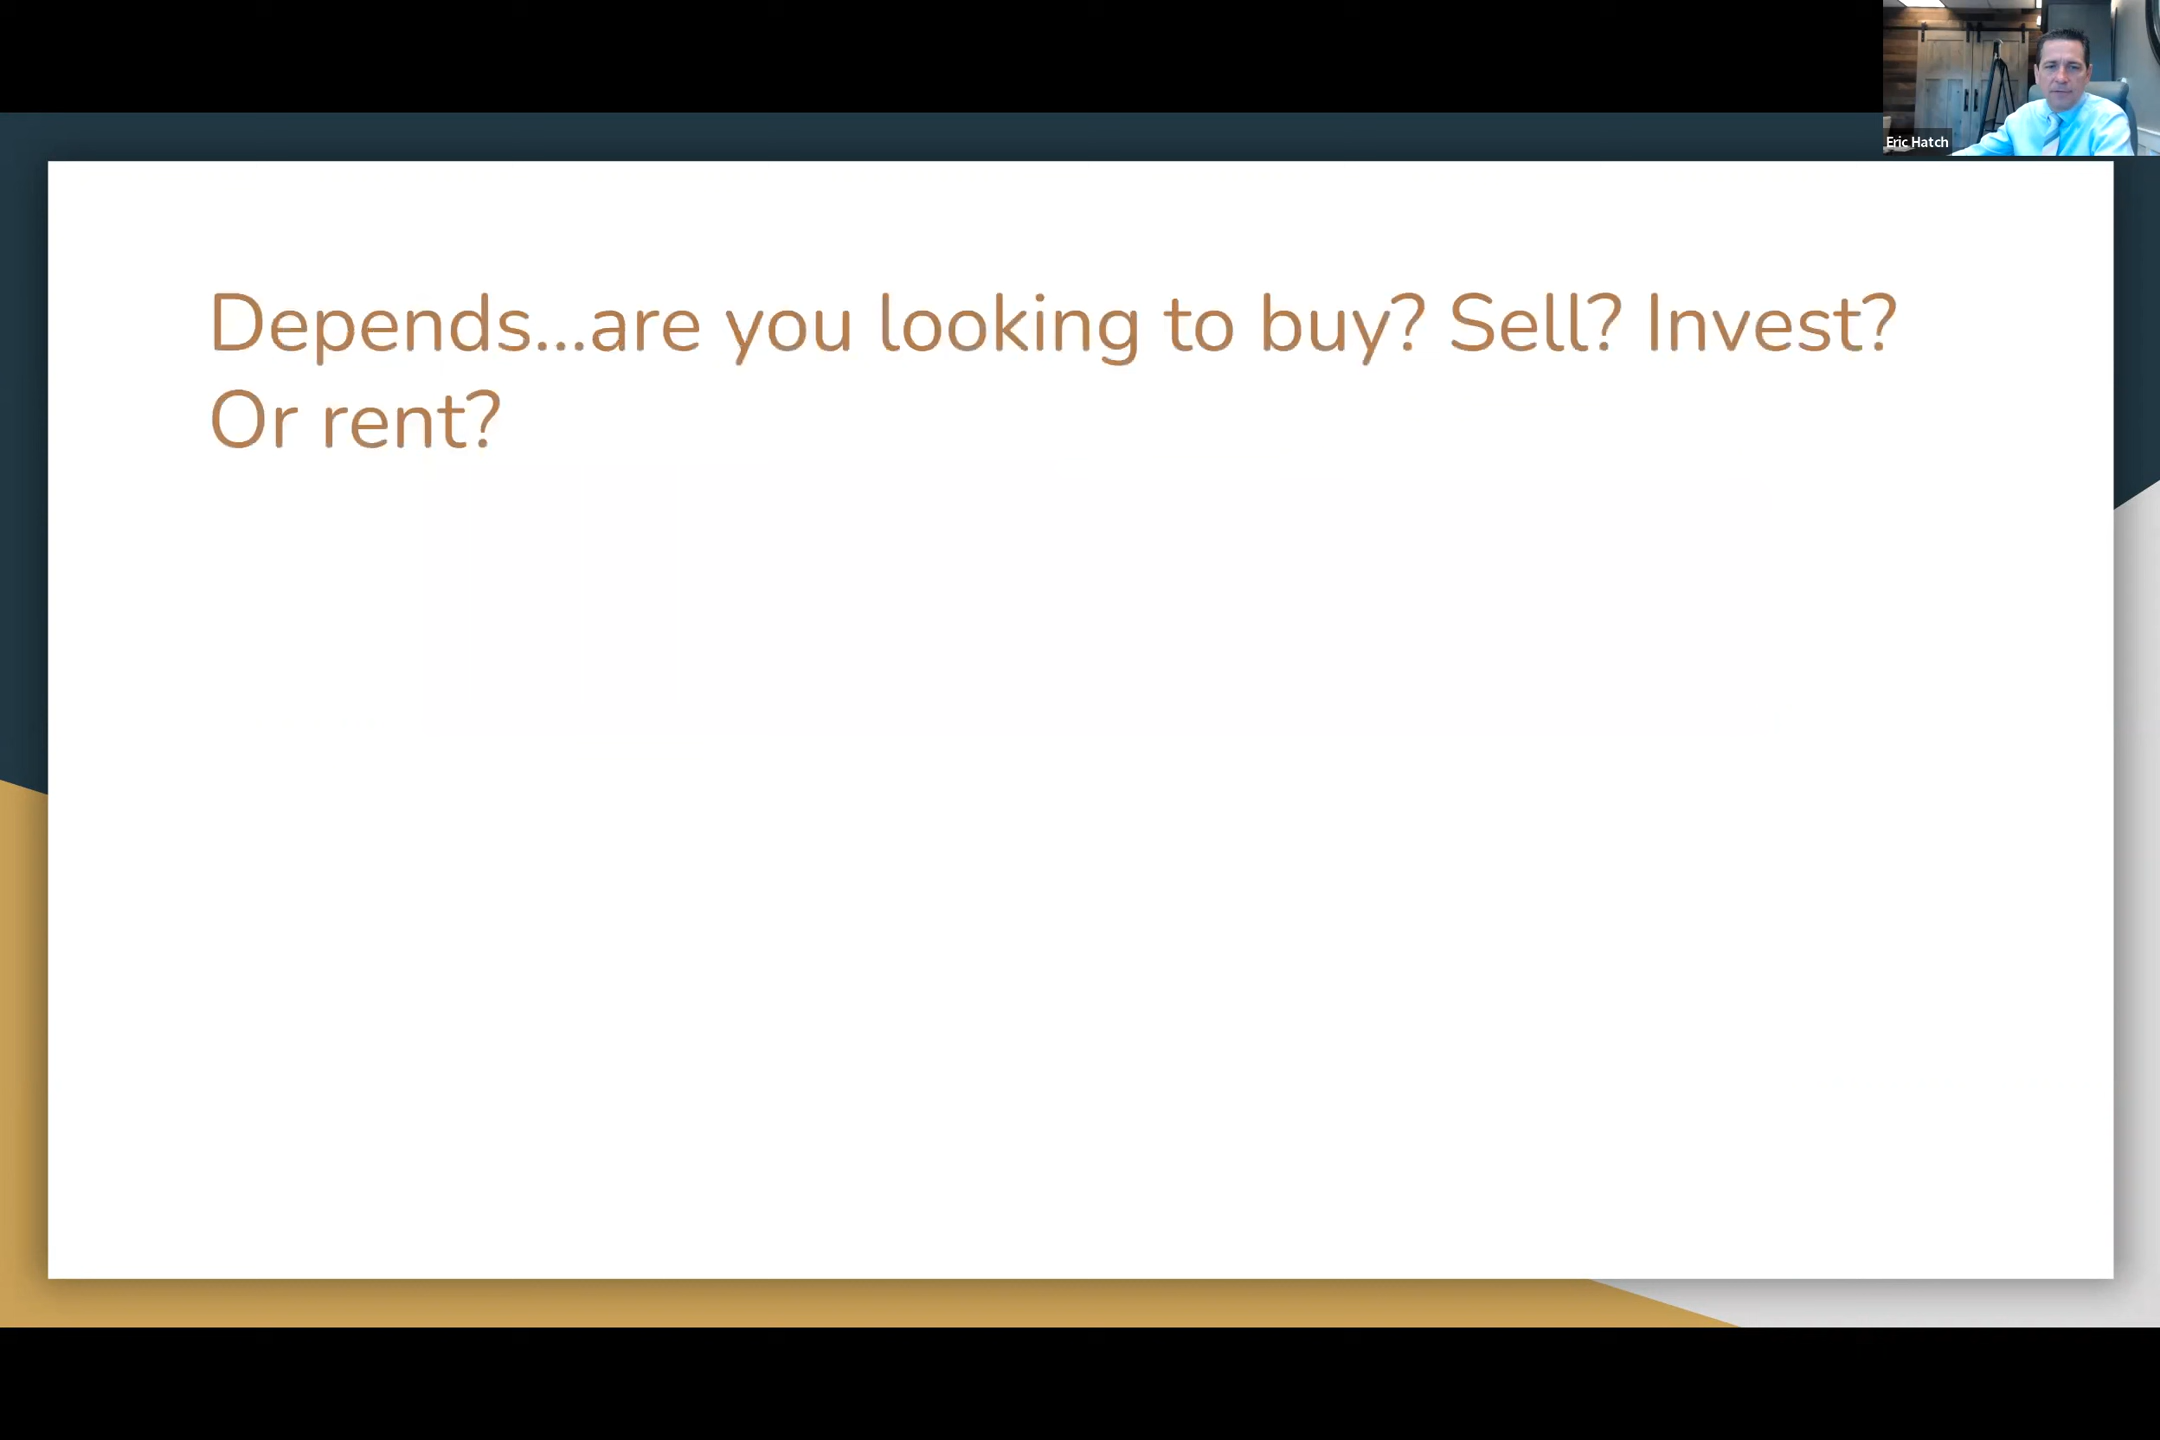 Eric Hatch
Depends...are you looking to buy? Sell? Invest?
Or rent?